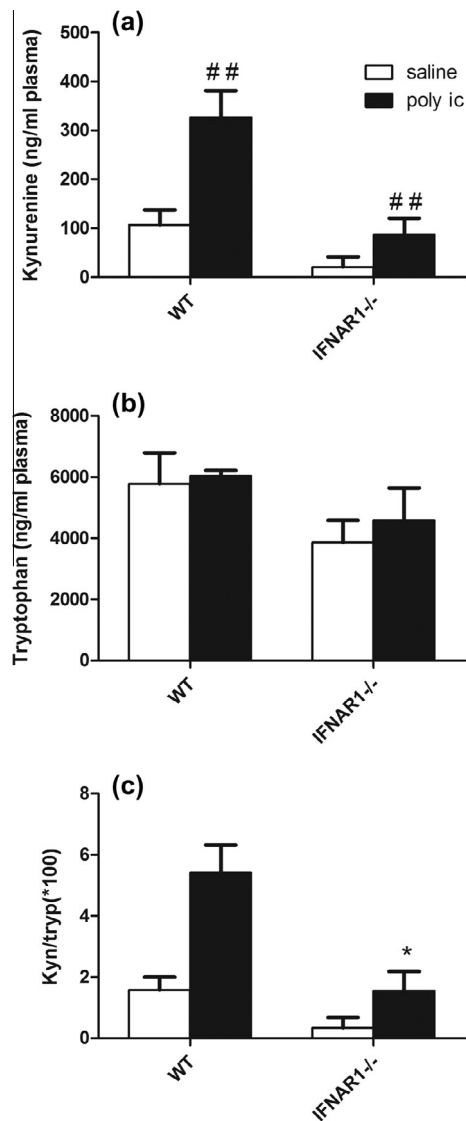 (a)
Kynurenine (ng/ml plasma)
500
400
300
200
100
0
##
##
saline
poly ic
WT
IFNAR1-/-
(b)
Tryptophan (ng/ml plasma)
8000
6000
4000
2000
0
WT
IFNAR1-/-
(c)
Kyn/tryp(*100)
8
6
4
2
0
*
WT
IFNAR1-/-